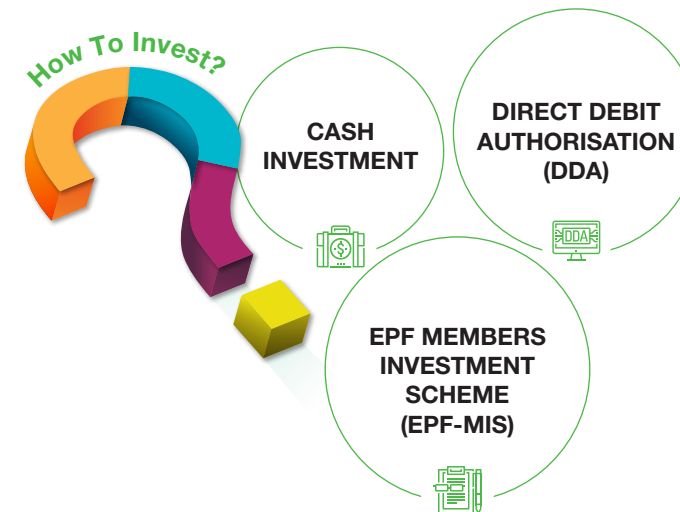 How To Invest?
CASH
INVESTMENT
DIRECT DEBIT
AUTHORISATION
(DDA)
DDA
EPF MEMBERS
INVESTMENT
SCHEME
(EPF-MIS)